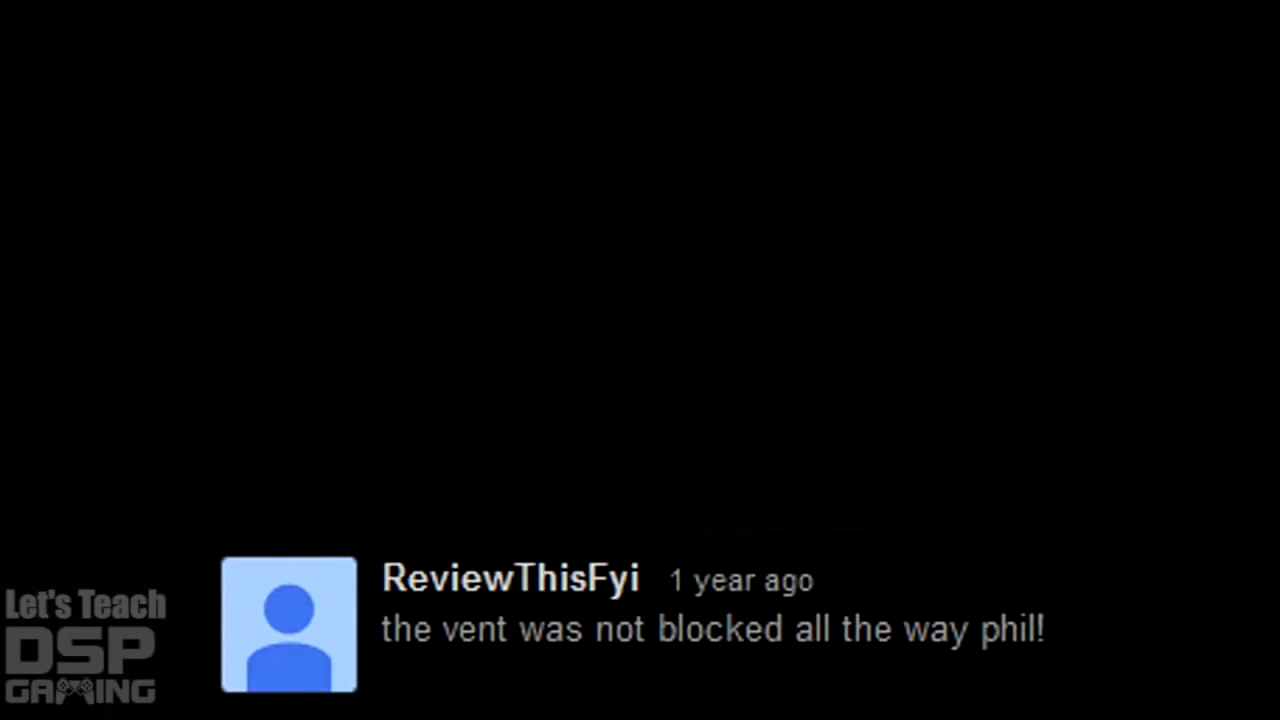 ReviewThisFyi 1 year ago
the vent was not blocked all the way phil!
Let's Teach
DSP
GAMING